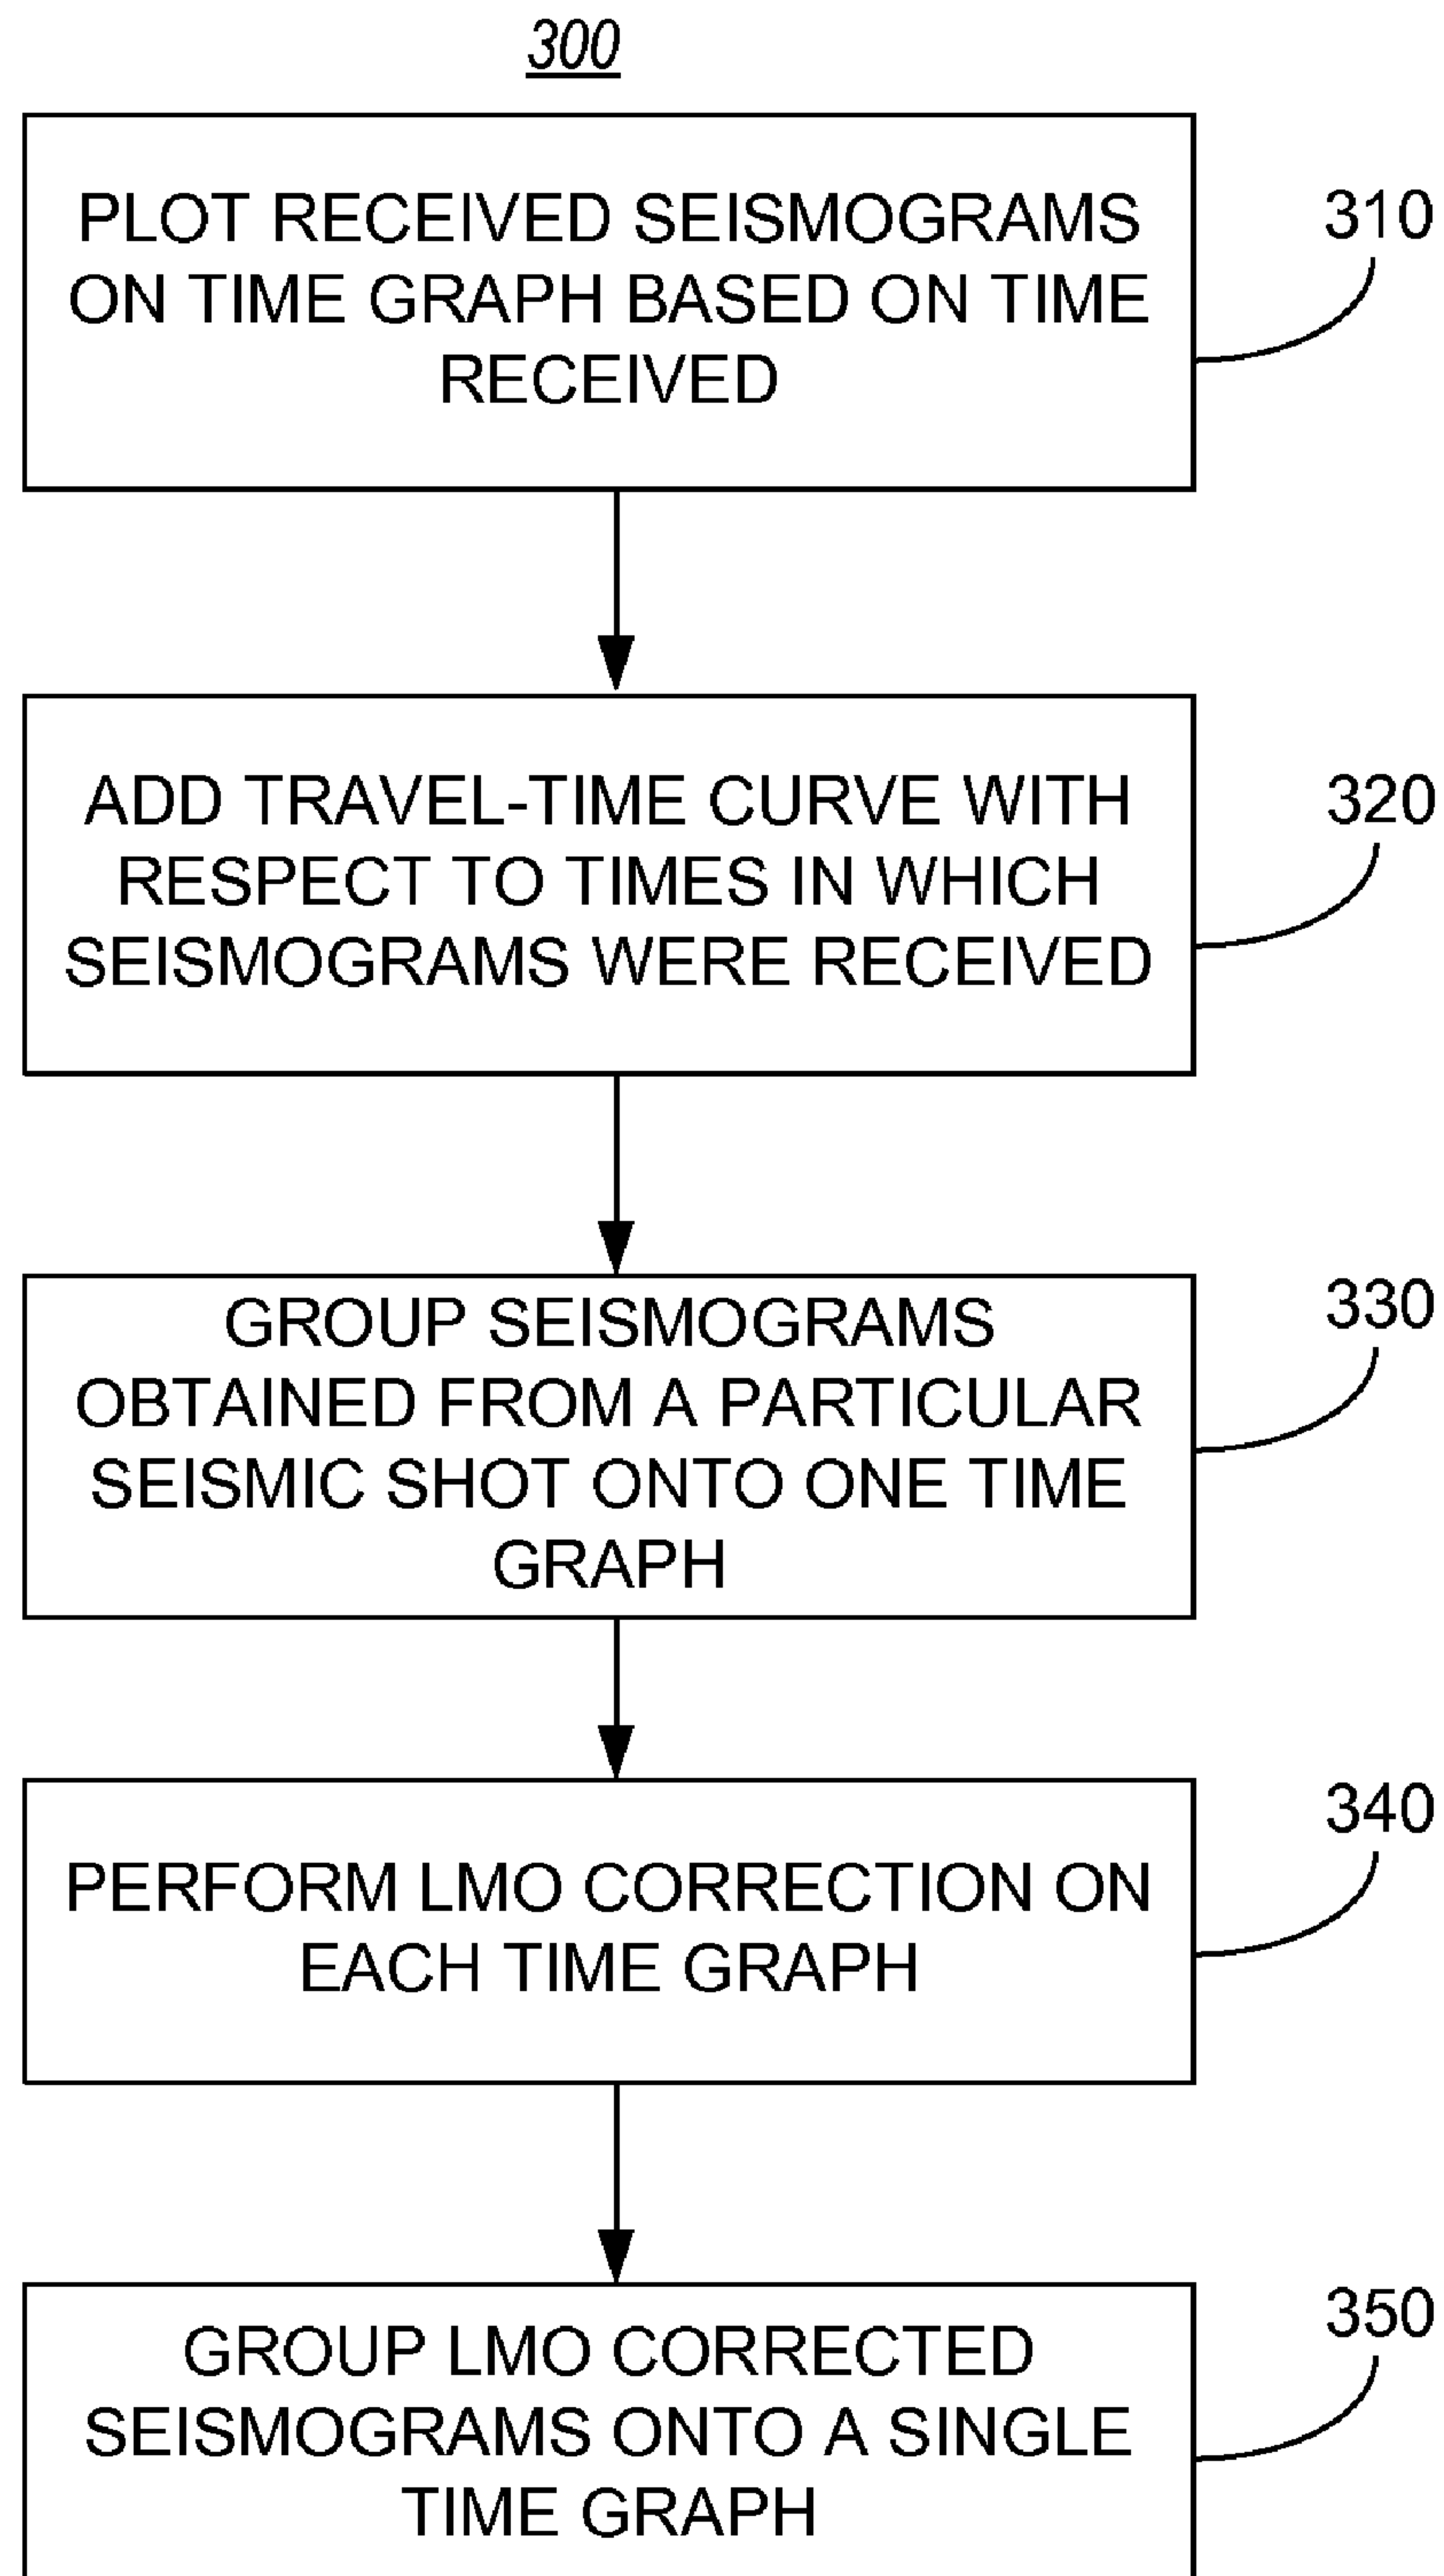 300
PLOT RECEIVED SEISMOGRAMS
ON TIME GRAPH BASED ON TIME
RECEIVED
310
ADD TRAVEL-TIME CURVE WITH
RESPECT TO TIMES IN WHICH
SEISMOGRAMS WERE RECEIVED
320
GROUP SEISMOGRAMS
OBTAINED FROM A PARTICULAR
SEISMIC SHOT ONTO ONE TIME
GRAPH
330
PERFORM LMO CORRECTION ON
EACH TIME GRAPH
340
GROUP LMO CORRECTED
SEISMOGRAMS ONTO A SINGLE
TIME GRAPH
350